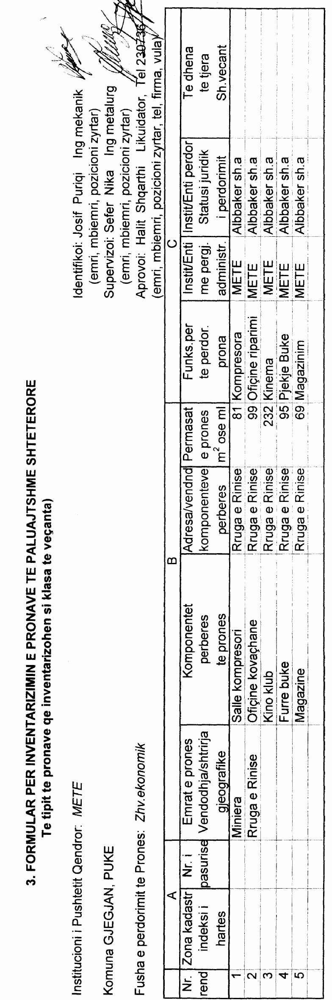 3. FORMULAR PER INVENTARIZIMIN E PRONAVE TE PALUAJTSHME SHTETERORE
Te tipit te pronave qe inventarizohen si klasa te veçanta)
Institucioni i Pushtetit Qendror: METE
Identifikoi: Josif Puriqi Ing mekanik
(emri, mbiemri, pozicioni zyrtar)
Komuna GJEGJAN, PUKE
Supervizoi: Sefer Nika Ing metalurg
(emri, mbiemri, pozicioni zyrtar)
Fusha e perdorimit te Prones: Zhv.ekonomik
Aprovoi: Halit Shqarthi Likuidator, Tel 230736
(emri, mbiemri, pozicioni zyrtar, tel, firma, vula)
A B C
Nr. Zona kadastr Nr. i Emrat e prones Komponentet Adresa/vendnd Permasat Funks.per Instit/Enti Instit/Enti perdor Te dhena
rend indeksi i pasurise Vendodhja/shtrirja perberes komponenteve e prones te perdor. me pergj. Statusi juridik te tjera
hartes gjeografike te prones perberes m² ose ml prona administr. i perdorimit Sh.vecant
1 Miniera Salle kompresori Rruga e Rinise 81 Kompresora METE Albbaker sh.a
2 Rruga e Rinise Ofiçine kovaçhane Rruga e Rinise 99 Ofiçine riparimi METE Albbaker sh.a
3 Kino klub Rruga e Rinise 232 Kinema METE Albbaker sh.a
4 Furre buke Rruga e Rinise 95 Pjekje Buke METE Albbaker sh.a
5 Magazine Rruga e Rinise 69 Magazinim METE Albbaker sh.a